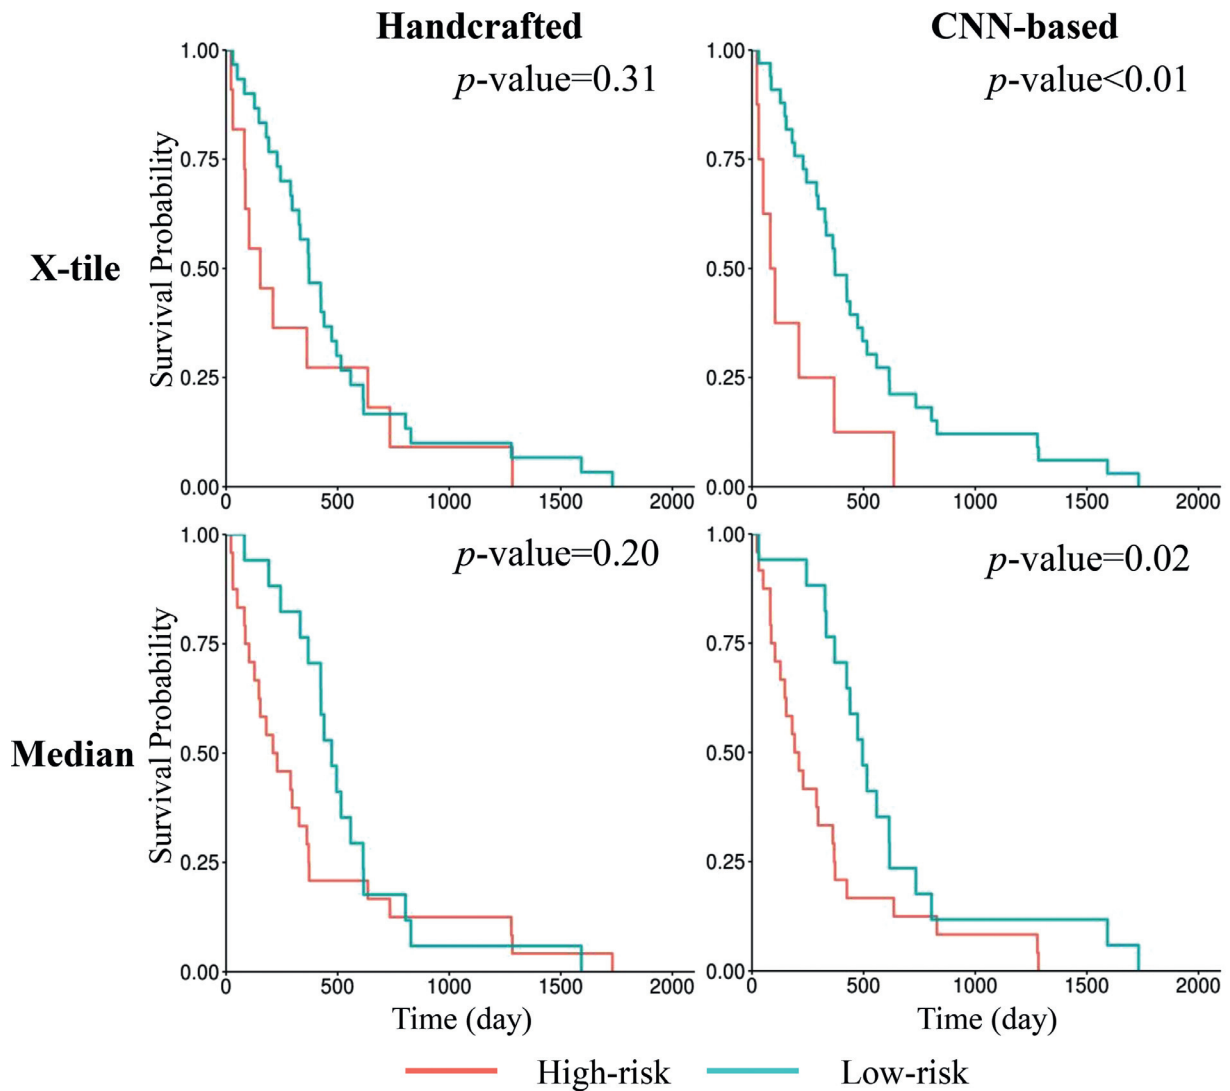 Handcrafted CNN-based
X-tile
Survival Probability
1.00
0.75
0.50
0.25
0.00
0 500 1000 1500 2000
p-value=0.31
1.00
0.75
0.50
0.25
0.00
0 500 1000 1500 2000
p-value<0.01
Median
Survival Probability
1.00
0.75
0.50
0.25
0.00
0 500 1000 1500 2000
Time (day)
p-value=0.20
1.00
0.75
0.50
0.25
0.00
0 500 1000 1500 2000
Time (day)
p-value=0.02
High-risk Low-risk